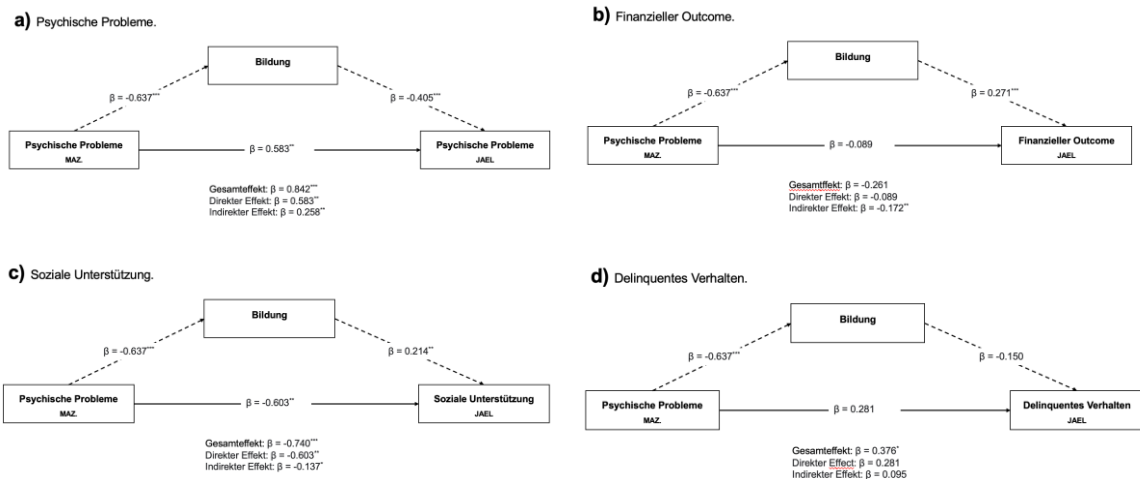 a) Psychische Probleme.
Bildung
β = -0.637***
β = -0.405***
Psychische Probleme
MAZ.
β = 0.583**
Psychische Probleme
JAEL
Gesamteffekt: β = 0.842***
Direkter Effekt: β = 0.583**
Indirekter Effekt: β = 0.258**
b) Finanzieller Outcome.
Bildung
β = -0.637***
β = 0.271***
Psychische Probleme
MAZ.
β = -0.089
Finanzieller Outcome
JAEL
Gesamtffekt: β = -0.261
Direkter Effekt: β = -0.089
Indirekter Effekt: β = -0.172**
c) Soziale Unterstützung.
Bildung
β = -0.637***
β = 0.214**
Psychische Probleme
MAZ.
β = -0.603**
Soziale Unterstützung
JAEL
Gesamteffekt: β = -0.740***
Direkter Effekt: β = -0.603**
Indirekter Effekt: β = -0.137*
d) Delinquentes Verhalten.
Bildung
β = -0.637***
β = -0.150
Psychische Probleme
MAZ.
β = 0.281
Delinquentes Verhalten
JAEL
Gesamteffekt: β = 0.376*
Direkter Effect: β = 0.281
Indirekter Effekt: β = 0.095